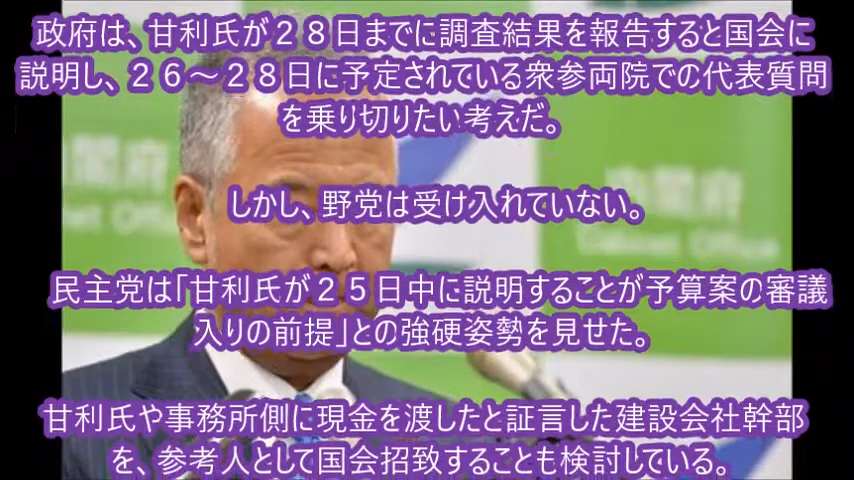 政府は、甘利氏が２８日までに調査結果を報告すると国会に
説明し、２６～２８日に予定されている衆参両院での代表質問
を乗り切りたい考えだ。
しかし、野党は受け入れていない。
民主党は「甘利氏が２５日中に説明することが予算案の審議
入りの前提」との強硬姿勢を見せた。
甘利氏や事務所側に現金を渡したと証言した建設会社幹部
を、参考人として国会招致することも検討している。
内閣府
Cabinet Office